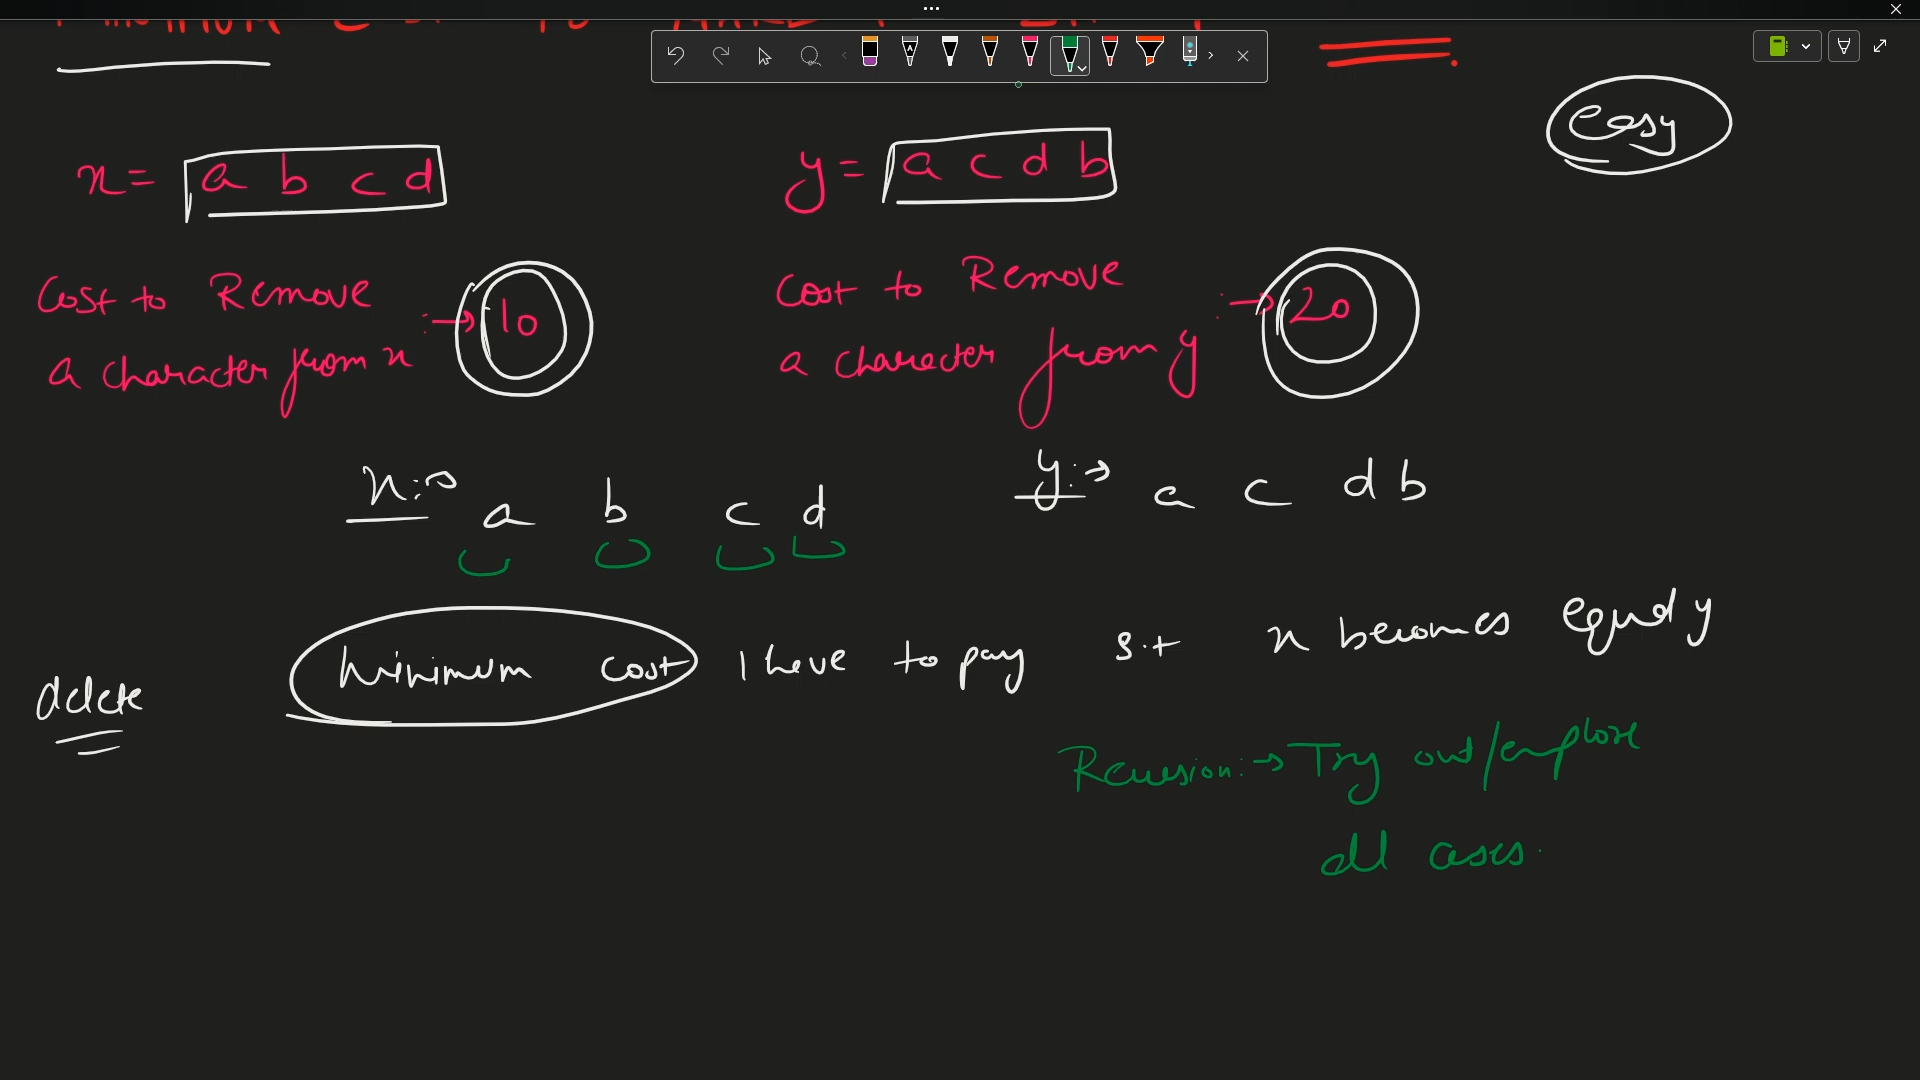 easy
x = a b c d
y = a c d b
Cost to Remove
a character from x :→ 10
Cost to Remove
a character from y :→ 20
x:→ a b c d
y:→ a c d b
Minimum cost I have to pay s.t x becomes equal y
delete
Recursion:→ Try out/explore
all cases.